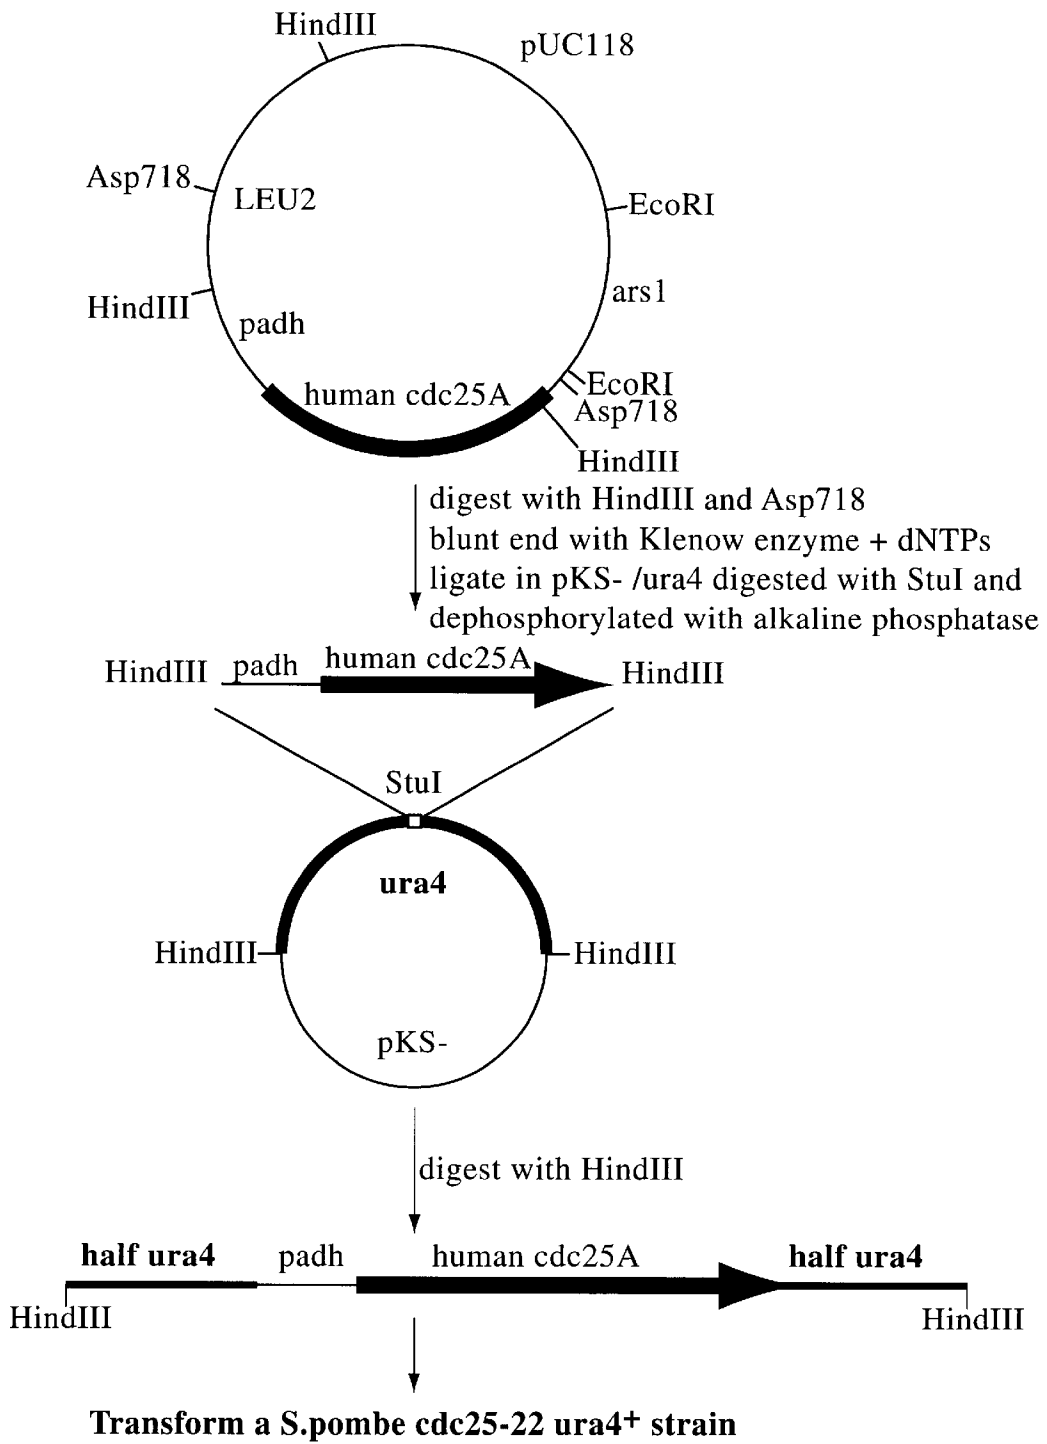 HindIII
pUC118
Asp718
LEU2
EcoRI
HindIII
ars1
padh
human cdc25A
EcoRI
Asp718
HindIII
digest with HindIII and Asp718
blunt end with Klenow enzyme + dNTPs
ligate in pKS- /ura4 digested with StuI and
dephosphorylated with alkaline phosphatase
HindIII padh human cdc25A HindIII
StuI
ura4
HindIII HindIII
pKS-
digest with HindIII
half ura4 padh human cdc25A half ura4
HindIII HindIII
Transform a S.pombe cdc25-22 ura4+ strain